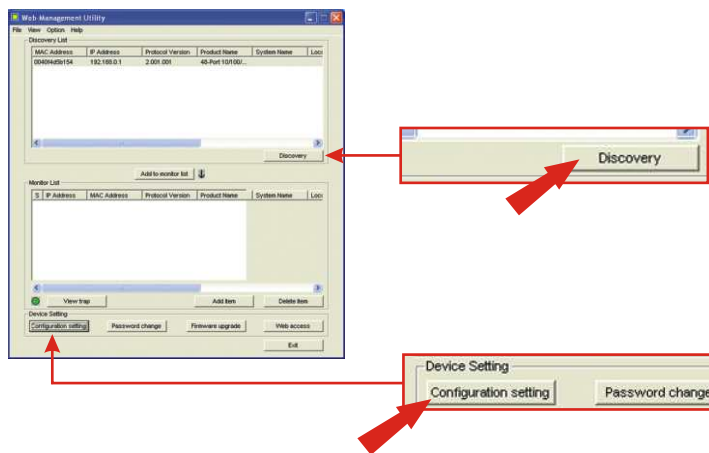 Web-Management Utility
File View Option Help
Discovery List
MAC Address IP Address Protocol Version Product Name System Name Loca
192.168.0.1 2.001.001 48-Port 10/100/...
Discovery
Discovery
Add to monitor list
Monitor List
S IP Address MAC Address Protocol Version Product Name System Name Loca
View trap Add item Delete item
Device Setting
Configuration setting Password change Firmware upgrade Web access
Exit
Device Setting
Configuration setting Password change